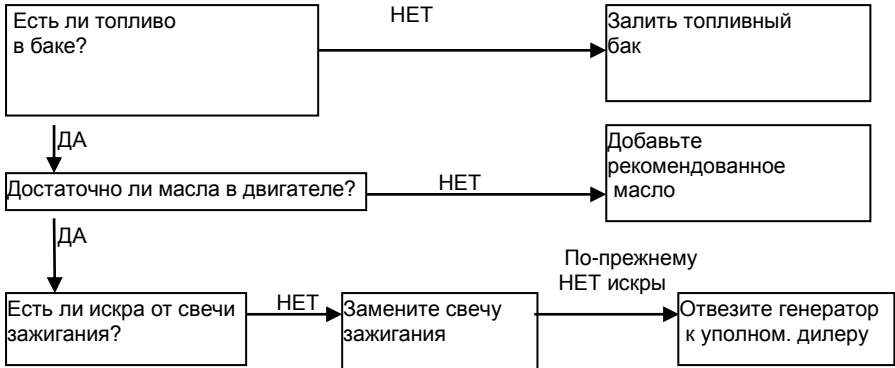 Есть ли топливо
в баке?
НЕТ
Залить топливный
бак
ДА
Достаточно ли масла в двигателе?
НЕТ
Добавьте
рекомендованное
масло
ДА
Есть ли искра от свечи
зажигания?
НЕТ
Замените свечу
зажигания
По-прежнему
НЕТ искры
Отвезите генератор
к уполном. дилеру